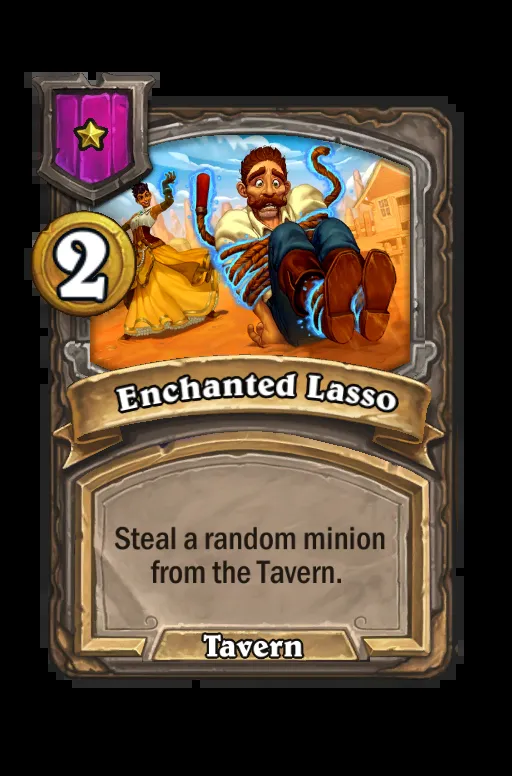 2
Enchanted Lasso
Steal a random minion
from the Tavern.
Tavern